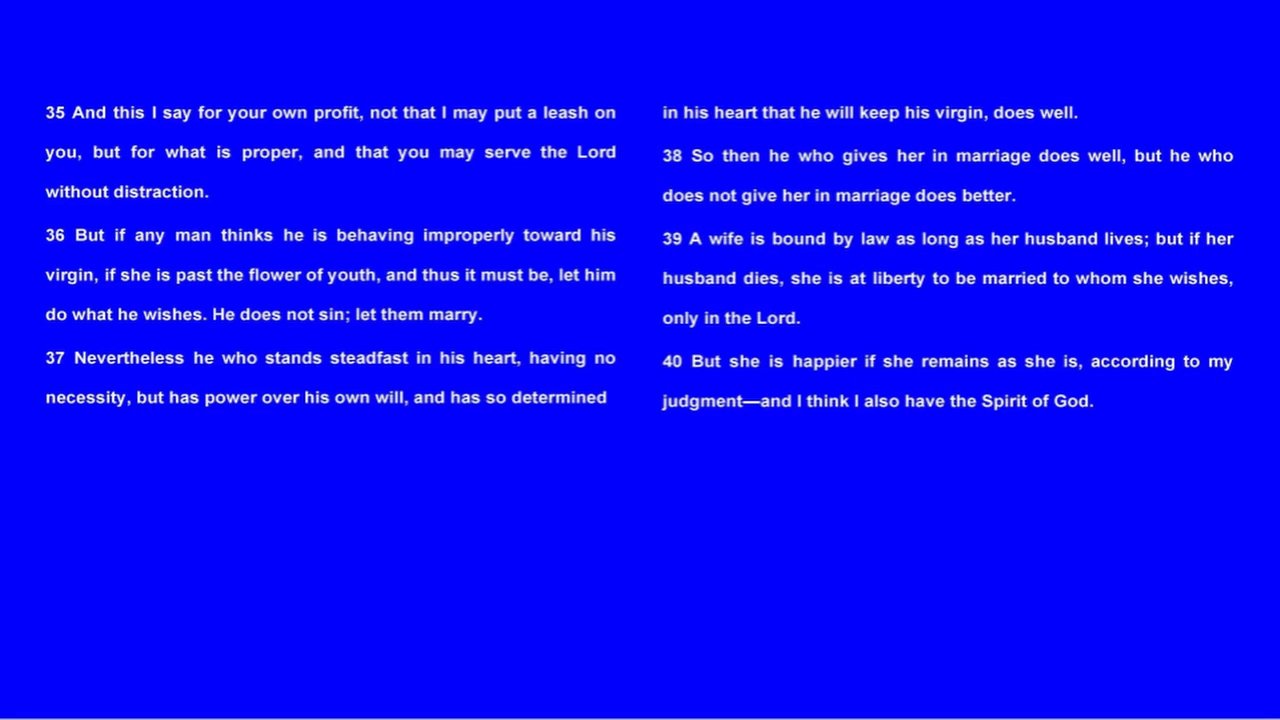 35 And this I say for your own profit, not that I may put a leash on
you, but for what is proper, and that you may serve the Lord
without distraction.
36 But if any man thinks he is behaving improperly toward his
virgin, if she is past the flower of youth, and thus it must be, let him
do what he wishes. He does not sin; let them marry.
37 Nevertheless he who stands steadfast in his heart, having no
necessity, but has power over his own will, and has so determined
in his heart that he will keep his virgin, does well.
38 So then he who gives her in marriage does well, but he who
does not give her in marriage does better.
39 A wife is bound by law as long as her husband lives; but if her
husband dies, she is at liberty to be married to whom she wishes,
only in the Lord.
40 But she is happier if she remains as she is, according to my
judgment—and I think I also have the Spirit of God.